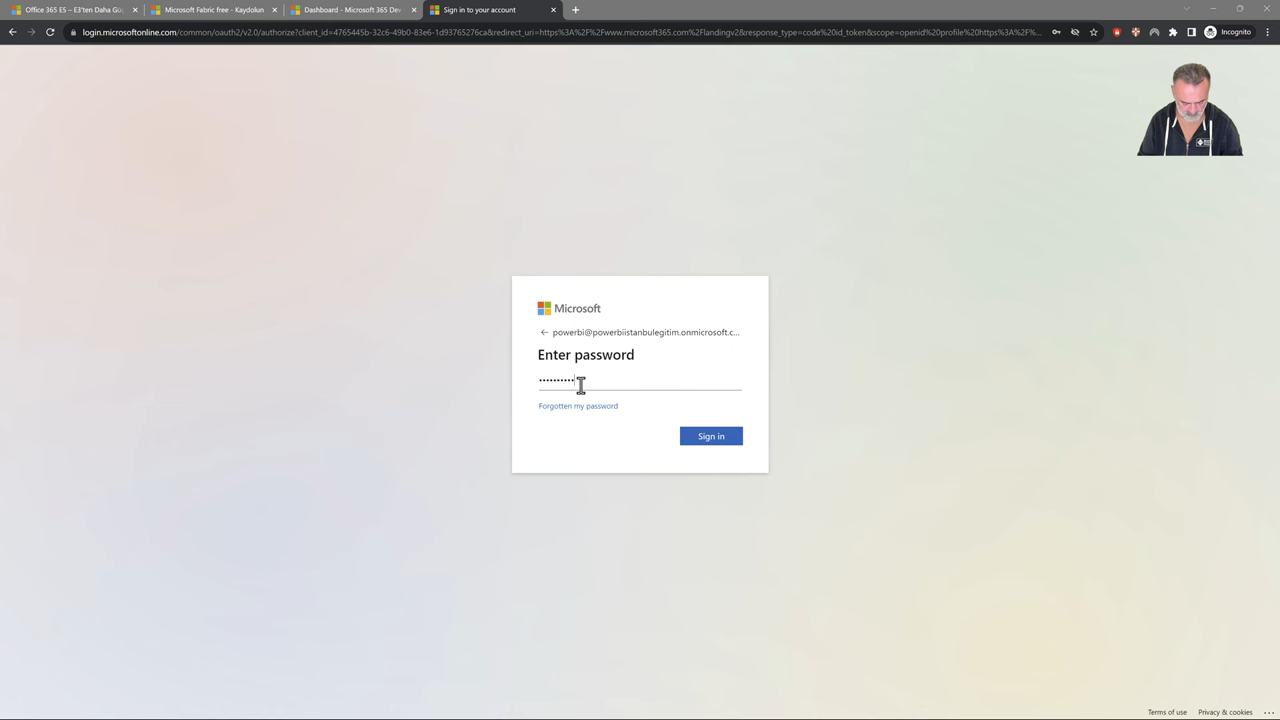 Office 365 E5 – E3'ten Daha Güç
Microsoft Fabric free - Kaydolun
Dashboard - Microsoft 365 Dev
Sign in to your account
login.microsoftonline.com/common/oauth2/v2.0/authorize?client_id=4765445b-32c6-49b0-83e6-1d93765276ca&redirect_uri=https%3A%2F%2Fwww.microsoft365.com%2Flandingv2&response_type=code%20id_token&scope=openid%20profile%20https%3A%2F%...
Incognito
Microsoft
powerbi@powerbiistanbulegitim.onmicrosoft.c...
Enter password
Forgotten my password
Sign in
Terms of use
Privacy & cookies